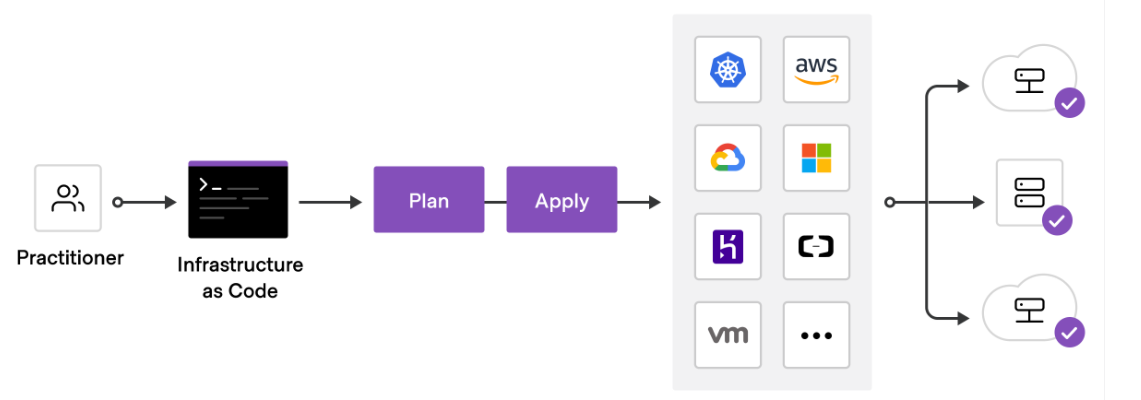 Practitioner
>_
Infrastructure
as Code
Plan
Apply
aws
vm